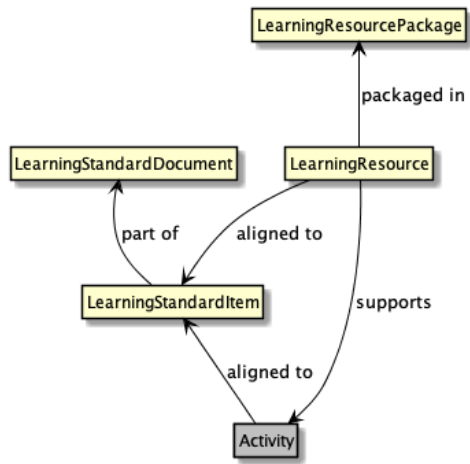 LearningResourcePackage
packaged in
LearningStandardDocument
LearningResource
part of
aligned to
LearningStandardItem
supports
aligned to
Activity